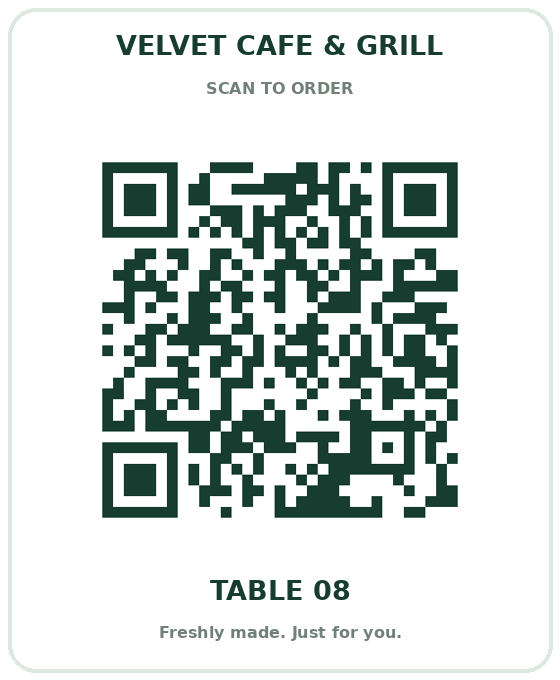 VELVET CAFE & GRILL
SCAN TO ORDER
TABLE 08
Freshly made. Just for you.